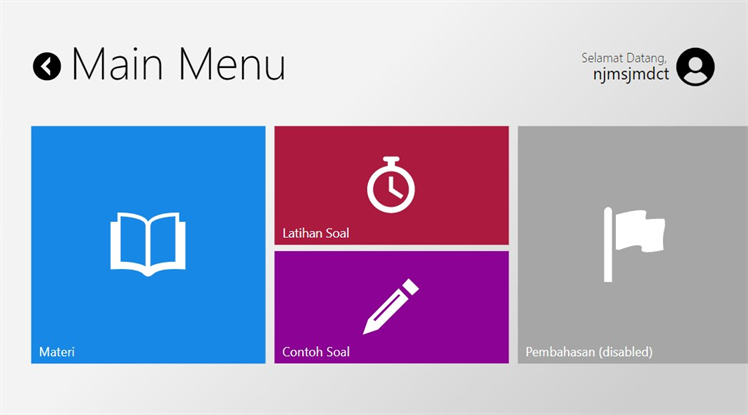 Main Menu
Selamat Datang,
njmsjmdct
Latihan Soal
Materi
Contoh Soal
Pembahasan (disabled)